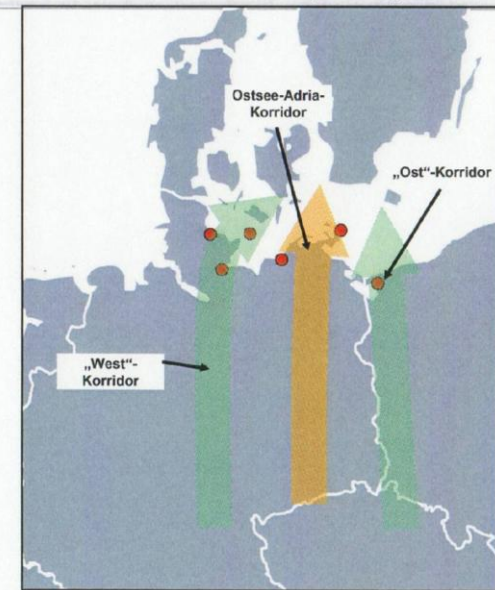 Ostsee-Adria-
Korridor
„Ost“-Korridor
„West“-
Korridor